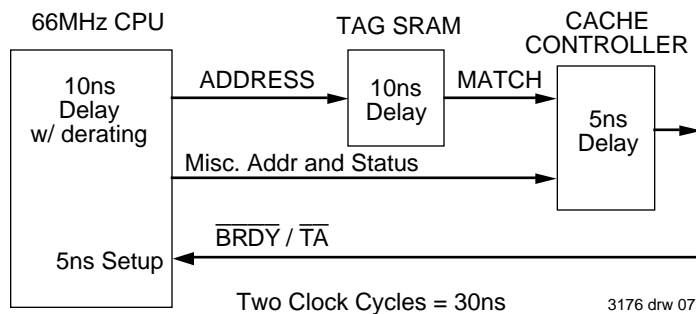 66MHz CPU
TAG SRAM
CACHE
CONTROLLER
10ns
Delay
w/ derating
ADDRESS
10ns
Delay
MATCH
5ns
Delay
Misc. Addr and Status
BRDY / TA
5ns Setup
Two Clock Cycles = 30ns
3176 drw 07